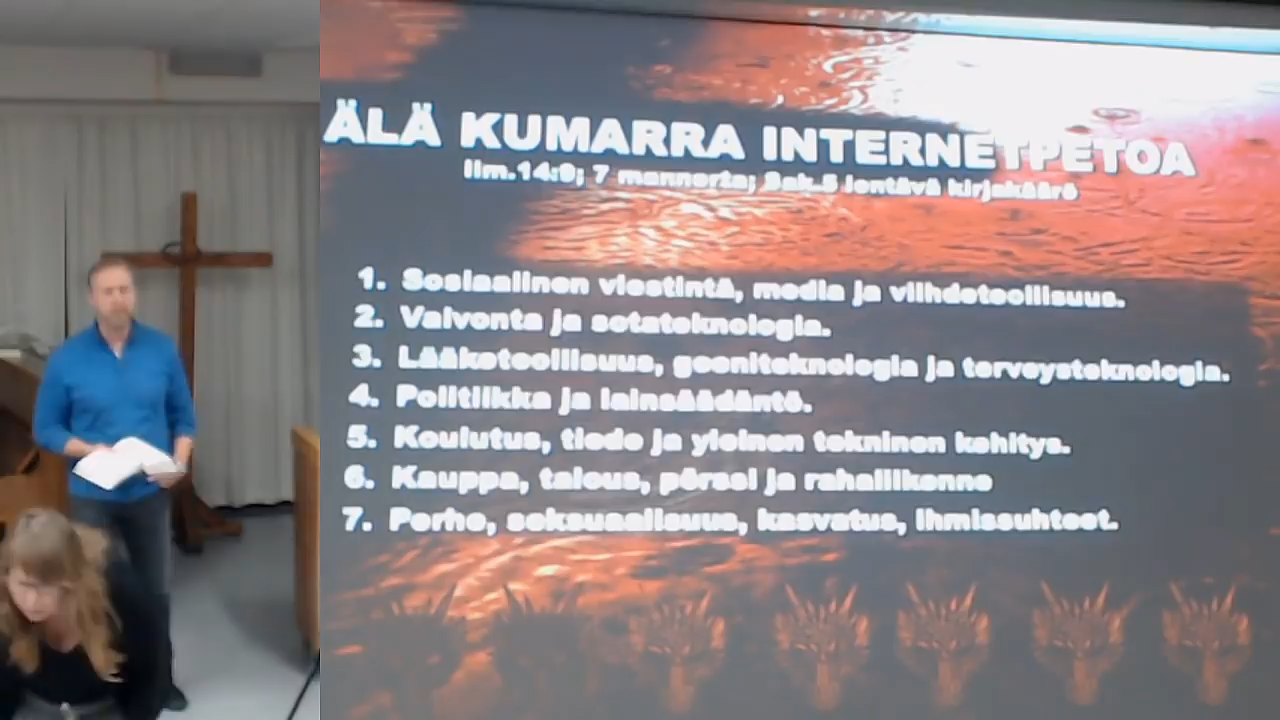 ÄLÄ KUMARRA INTERNETPETOA
Ilm.14:9; 7 mannerta; Sak.5 lentävä kirjakäärö
1. Sosiaalinen viestintä, media ja viihdeteollisuus.
2. Valvonta ja sotateknologia.
3. Lääketeollisuus, geeniteknologia ja terveysteknologia.
4. Politiikka ja lainsäädäntö.
5. Koulutus, tiede ja yleinen tekninen kehitys.
6. Kauppa, talous, pörssi ja rahaliikenne
7. Perhe, seksuaalisuus, kasvatus, ihmissuhteet.